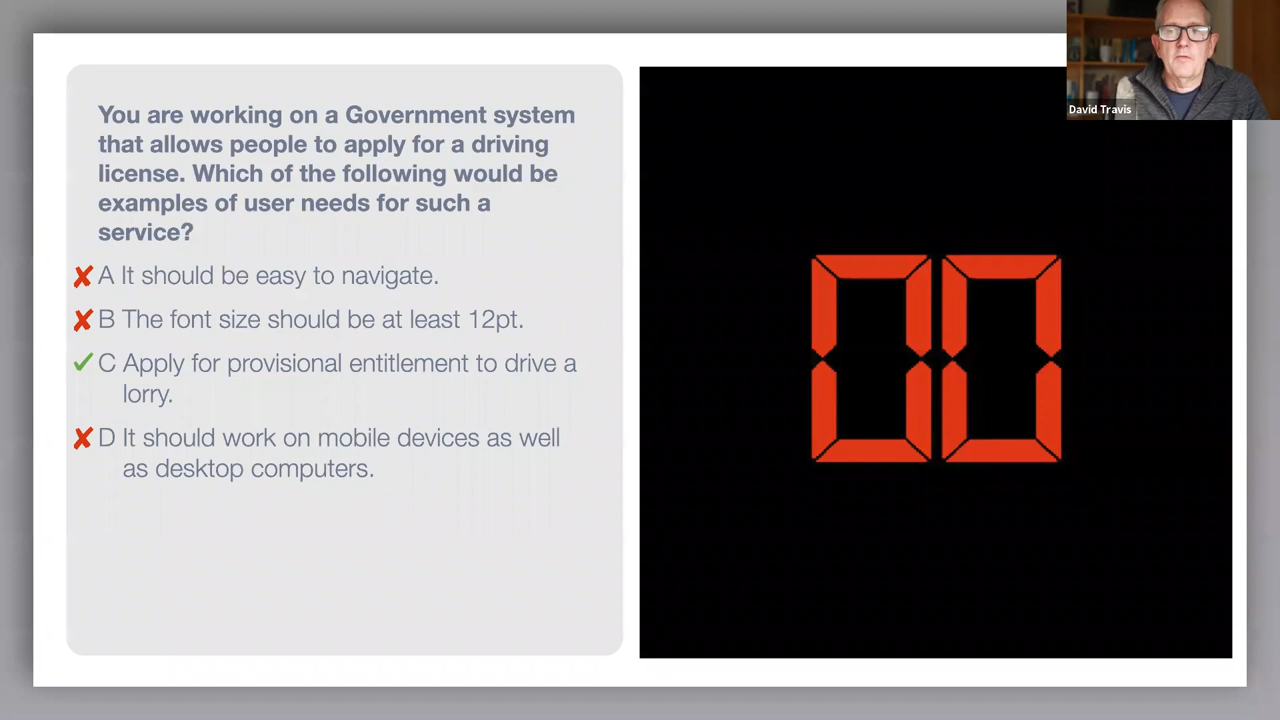 You are working on a Government system
that allows people to apply for a driving
license. Which of the following would be
examples of user needs for such a
service?
✘ A It should be easy to navigate.
✘ B The font size should be at least 12pt.
✓ C Apply for provisional entitlement to drive a
lorry.
✘ D It should work on mobile devices as well
as desktop computers.
00
David Travis